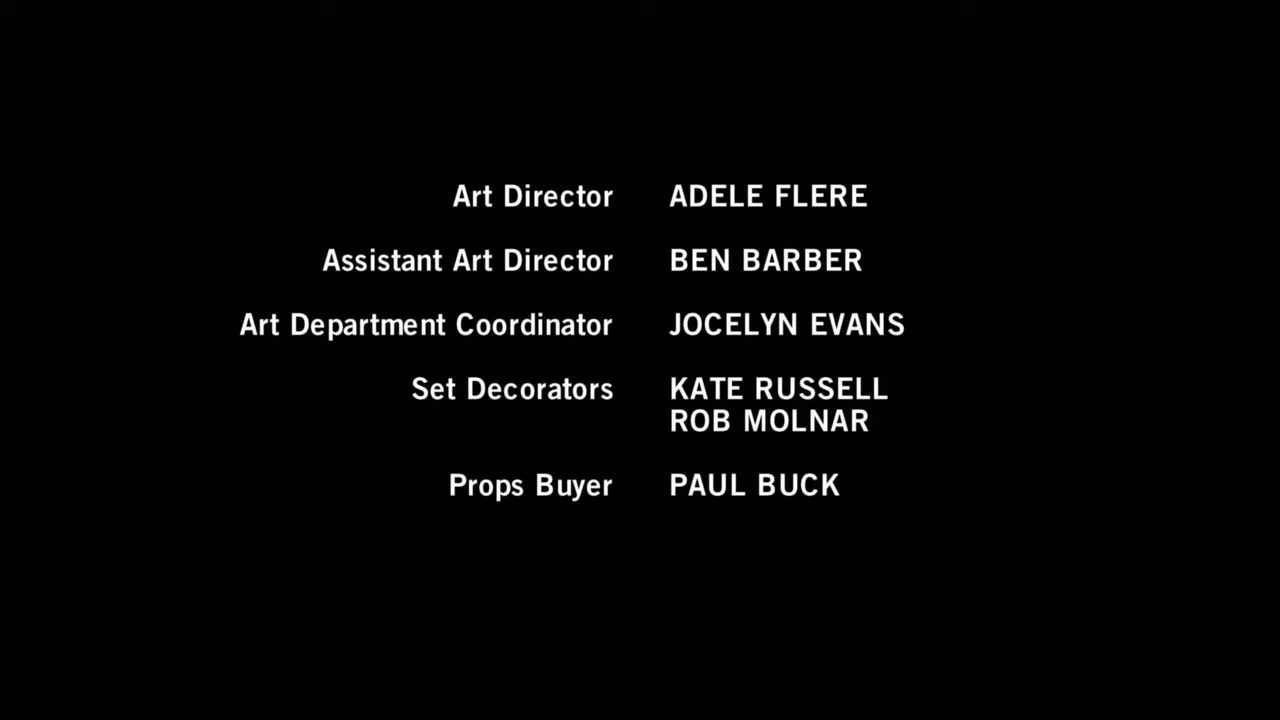 Art Director ADELE FLERE
Assistant Art Director BEN BARBER
Art Department Coordinator JOCELYN EVANS
Set Decorators KATE RUSSELL
ROB MOLNAR
Props Buyer PAUL BUCK